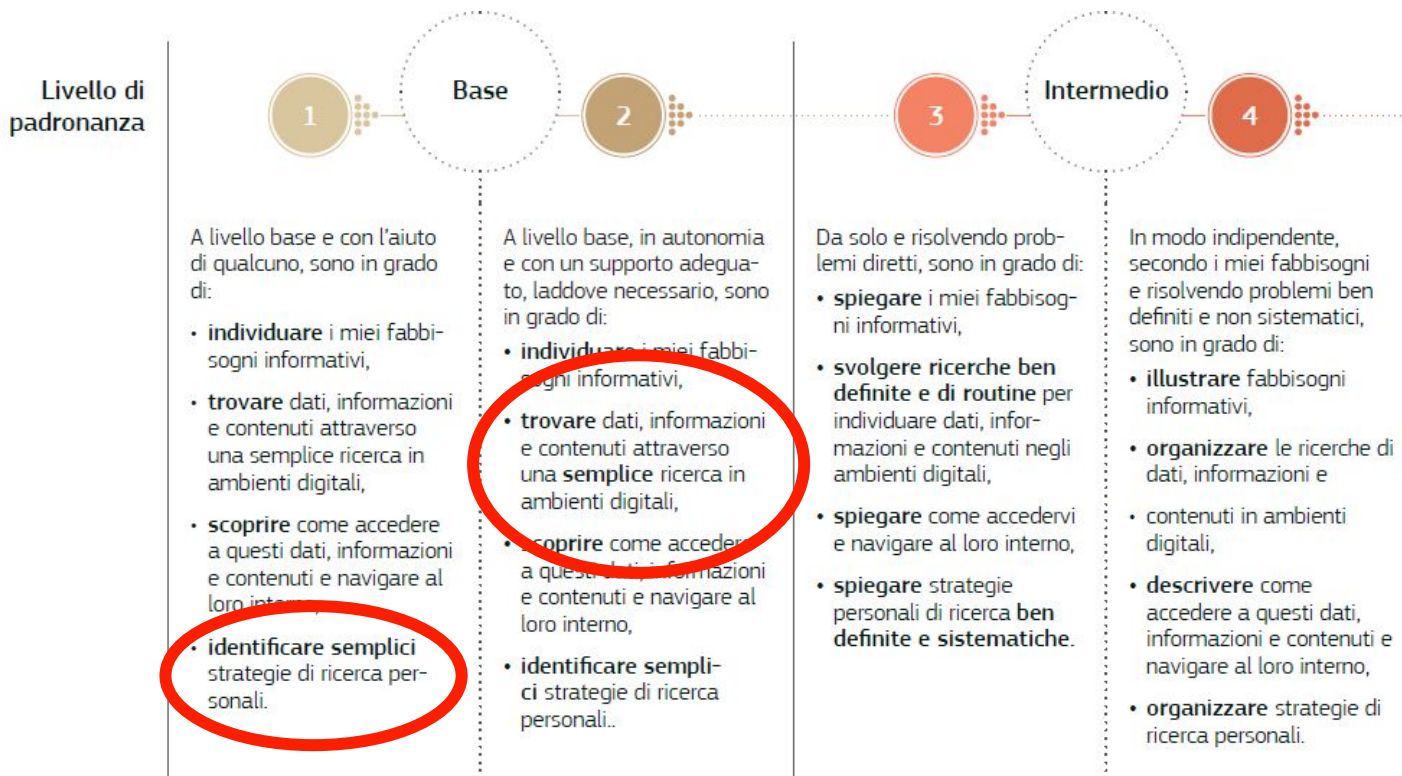 Livello di
padronanza
1
Base
2
3
Intermedio
4
A livello base e con l'aiuto
di qualcuno, sono in grado
di:
• individuare i miei fabbi-
sogni informativi,
• trovare dati, informazioni
e contenuti attraverso
una semplice ricerca in
ambienti digitali,
• scoprire come accedere
a questi dati, informazioni
e contenuti e navigare al
loro interno,
• identificare semplici
strategie di ricerca per-
sonali.
A livello base, in autonomia
e con un supporto adegua-
to, laddove necessario, sono
in grado di:
• individuare i miei fabbi-
sogni informativi,
• trovare dati, informazioni
e contenuti attraverso
una semplice ricerca in
ambienti digitali,
• scoprire come accedere
a questi dati, informazioni
e contenuti e navigare al
loro interno,
• identificare sempli-
ci strategie di ricerca
personali..
Da solo e risolvendo prob-
lemi diretti, sono in grado di:
• spiegare i miei fabbisog-
ni informativi,
• svolgere ricerche ben
definite e di routine per
individuare dati, infor-
mazioni e contenuti negli
ambienti digitali,
• spiegare come accedervi
e navigare al loro interno,
• spiegare strategie
personali di ricerca ben
definite e sistematiche.
In modo indipendente,
secondo i miei fabbisogni
e risolvendo problemi ben
definiti e non sistematici,
sono in grado di:
• illustrare fabbisogni
informativi,
• organizzare le ricerche di
dati, informazioni e
• contenuti in ambienti
digitali,
• descrivere come
accedere a questi dati,
informazioni e contenuti e
navigare al loro interno,
• organizzare strategie di
ricerca personali.